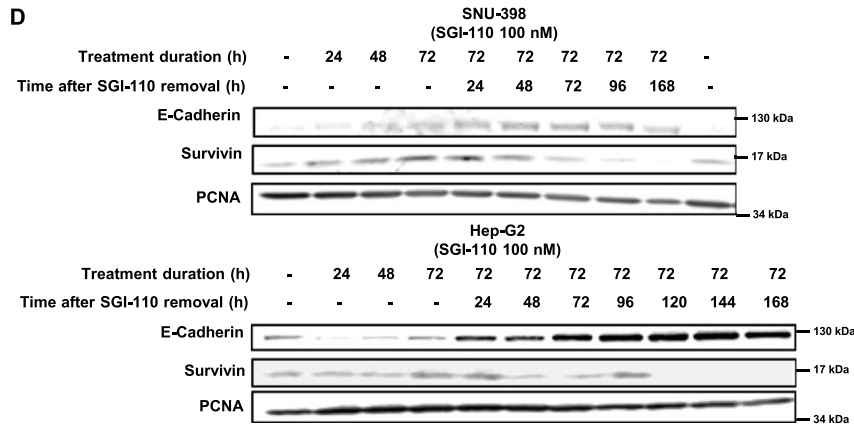 D
SNU-398
(SGI-110 100 nM)
Treatment duration (h) - 24 48 72 72 72 72 72 72 -
Time after SGI-110 removal (h) - - - - 24 48 72 96 168 -
E-Cadherin 130 kDa
Survivin 17 kDa
PCNA
34 kDa
Hep-G2
(SGI-110 100 nM)
Treatment duration (h) - 24 48 72 72 72 72 72 72 72 72
Time after SGI-110 removal (h) - - - - 24 48 72 96 120 144 168
E-Cadherin 130 kDa
Survivin 17 kDa
PCNA
34 kDa